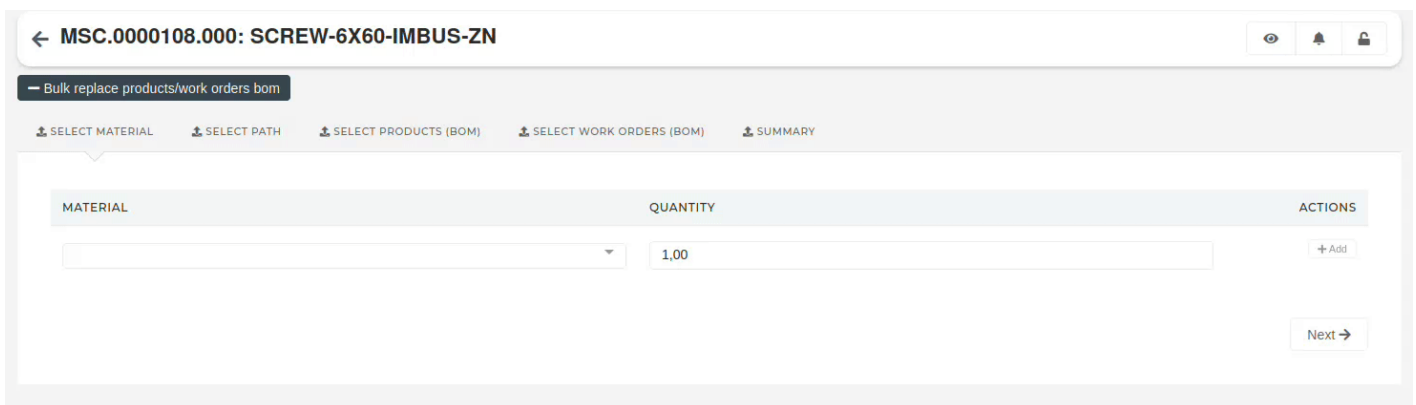 MSC.0000108.000: SCREW-6X60-IMBUS-ZN
Bulk replace products/work orders bom
SELECT MATERIAL SELECT PATH SELECT PRODUCTS (BOM) SELECT WORK ORDERS (BOM) SUMMARY
MATERIAL QUANTITY ACTIONS
1,00 + Add
Next